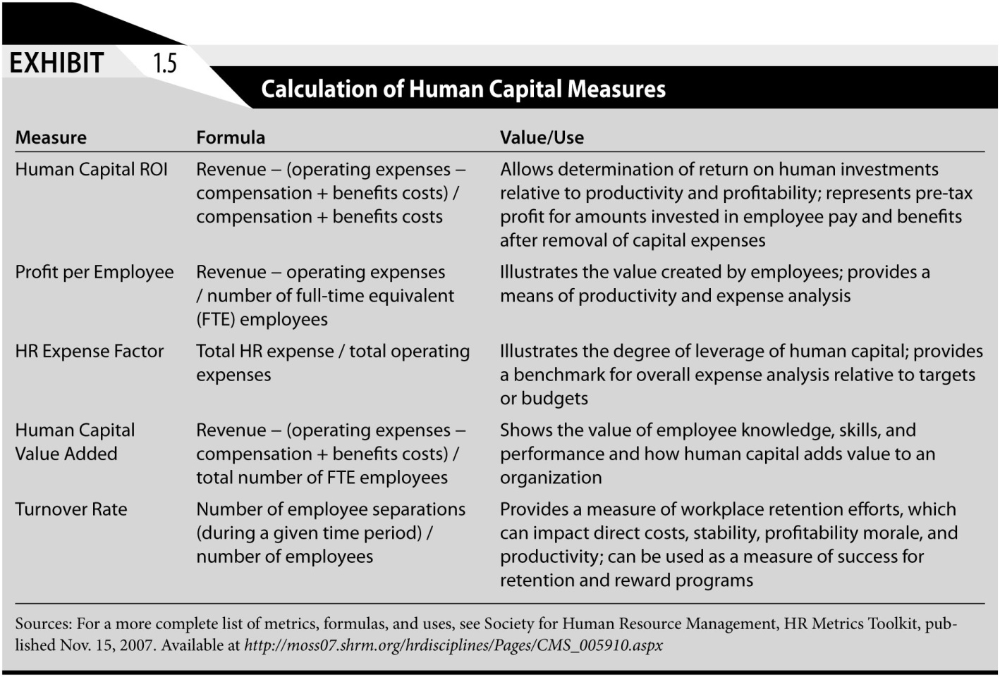 EXHIBIT 1.5
Calculation of Human Capital Measures
Measure Formula Value/Use
Human Capital ROI Revenue – (operating expenses – Allows determination of return on human investments
compensation + benefits costs) / relative to productivity and profitability; represents pre-tax
compensation + benefits costs profit for amounts invested in employee pay and benefits
after removal of capital expenses
Profit per Employee Revenue – operating expenses Illustrates the value created by employees; provides a
/ number of full-time equivalent means of productivity and expense analysis
(FTE) employees
HR Expense Factor Total HR expense / total operating Illustrates the degree of leverage of human capital; provides
expenses a benchmark for overall expense analysis relative to targets
or budgets
Human Capital Revenue – (operating expenses – Shows the value of employee knowledge, skills, and
Value Added compensation + benefits costs) / performance and how human capital adds value to an
total number of FTE employees organization
Turnover Rate Number of employee separations Provides a measure of workplace retention efforts, which
(during a given time period) / can impact direct costs, stability, profitability morale, and
number of employees productivity; can be used as a measure of success for
retention and reward programs
Sources: For a more complete list of metrics, formulas, and uses, see Society for Human Resource Management, HR Metrics Toolkit, pub-
lished Nov. 15, 2007. Available at http://moss07.shrm.org/hrdisciplines/Pages/CMS_005910.aspx